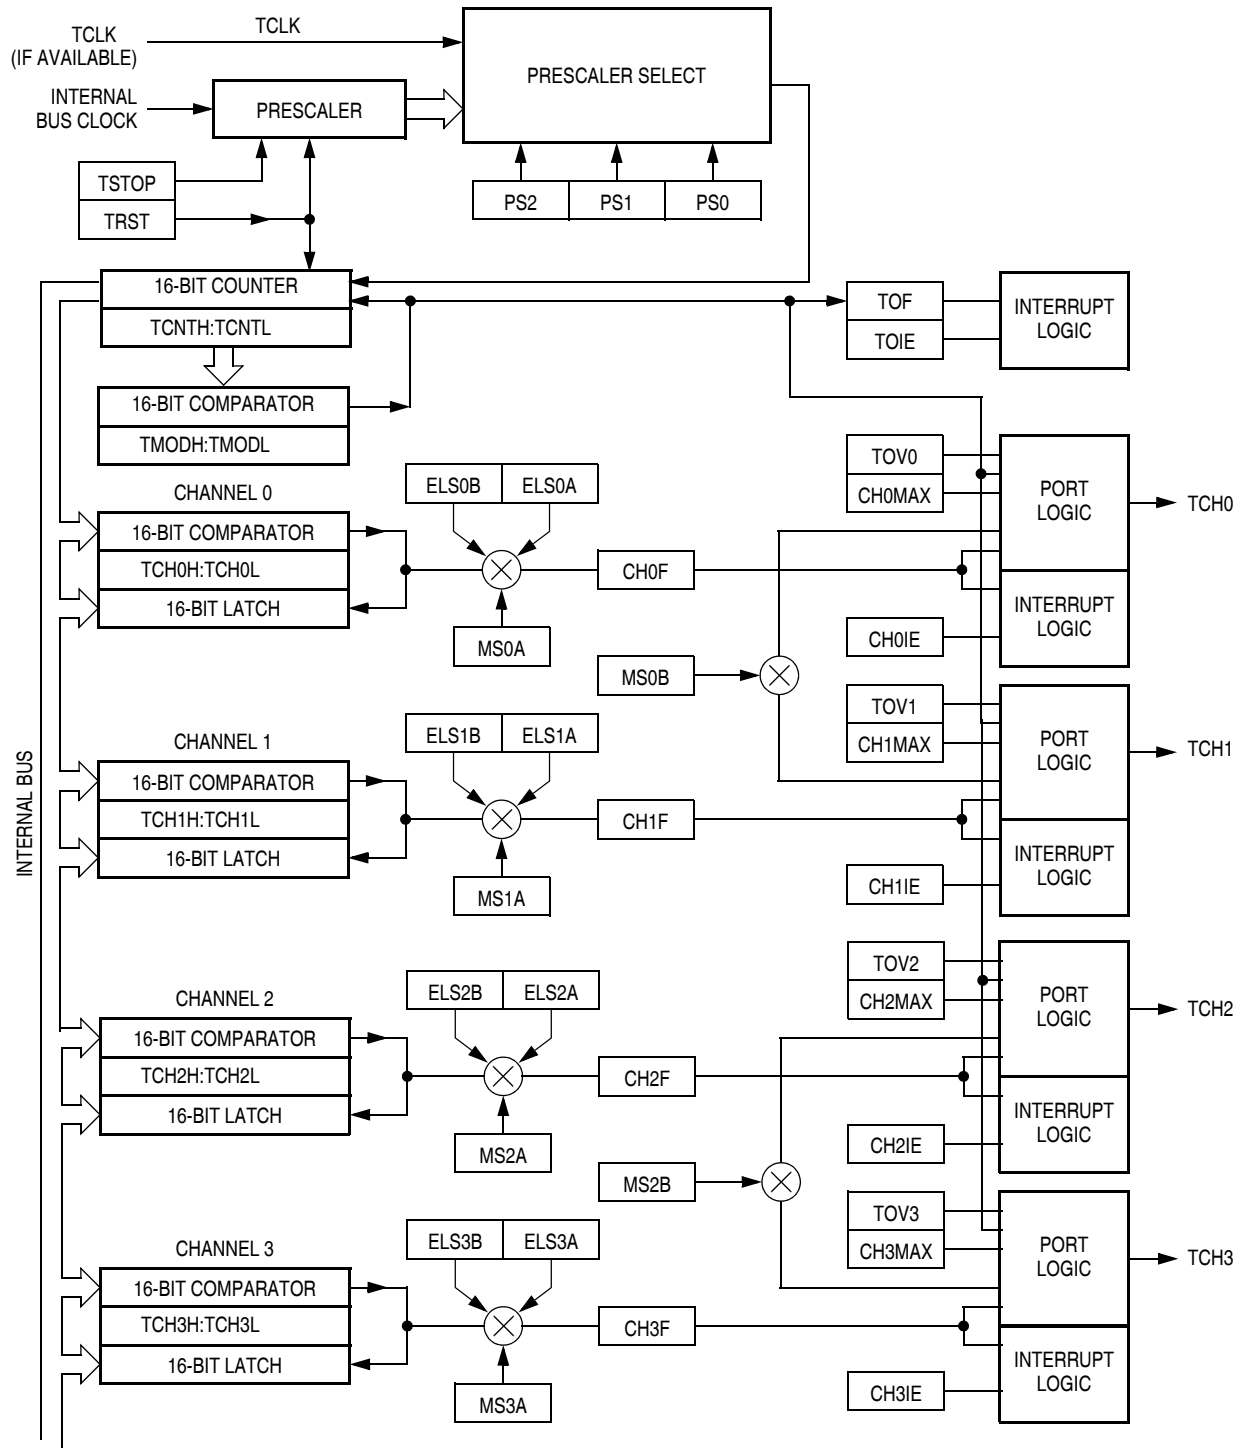 TCLK
(IF AVAILABLE)
TCLK
PRESCALER SELECT
INTERNAL
BUS CLOCK
PRESCALER
TSTOP
TRST
PS2
PS1
PS0
16-BIT COUNTER
TCNTH:TCNTL
TOF
TOIE
INTERRUPT
LOGIC
16-BIT COMPARATOR
TMODH:TMODL
INTERNAL BUS
CHANNEL 0
16-BIT COMPARATOR
TCH0H:TCH0L
16-BIT LATCH
ELS0B
ELS0A
MS0A
CH0F
MS0B
TOV0
CH0MAX
CH0IE
PORT
LOGIC
INTERRUPT
LOGIC
TCH0
CHANNEL 1
16-BIT COMPARATOR
TCH1H:TCH1L
16-BIT LATCH
ELS1B
ELS1A
MS1A
CH1F
TOV1
CH1MAX
CH1IE
PORT
LOGIC
INTERRUPT
LOGIC
TCH1
CHANNEL 2
16-BIT COMPARATOR
TCH2H:TCH2L
16-BIT LATCH
ELS2B
ELS2A
MS2A
CH2F
MS2B
TOV2
CH2MAX
CH2IE
PORT
LOGIC
INTERRUPT
LOGIC
TCH2
CHANNEL 3
16-BIT COMPARATOR
TCH3H:TCH3L
16-BIT LATCH
ELS3B
ELS3A
MS3A
CH3F
TOV3
CH3MAX
CH3IE
PORT
LOGIC
INTERRUPT
LOGIC
TCH3